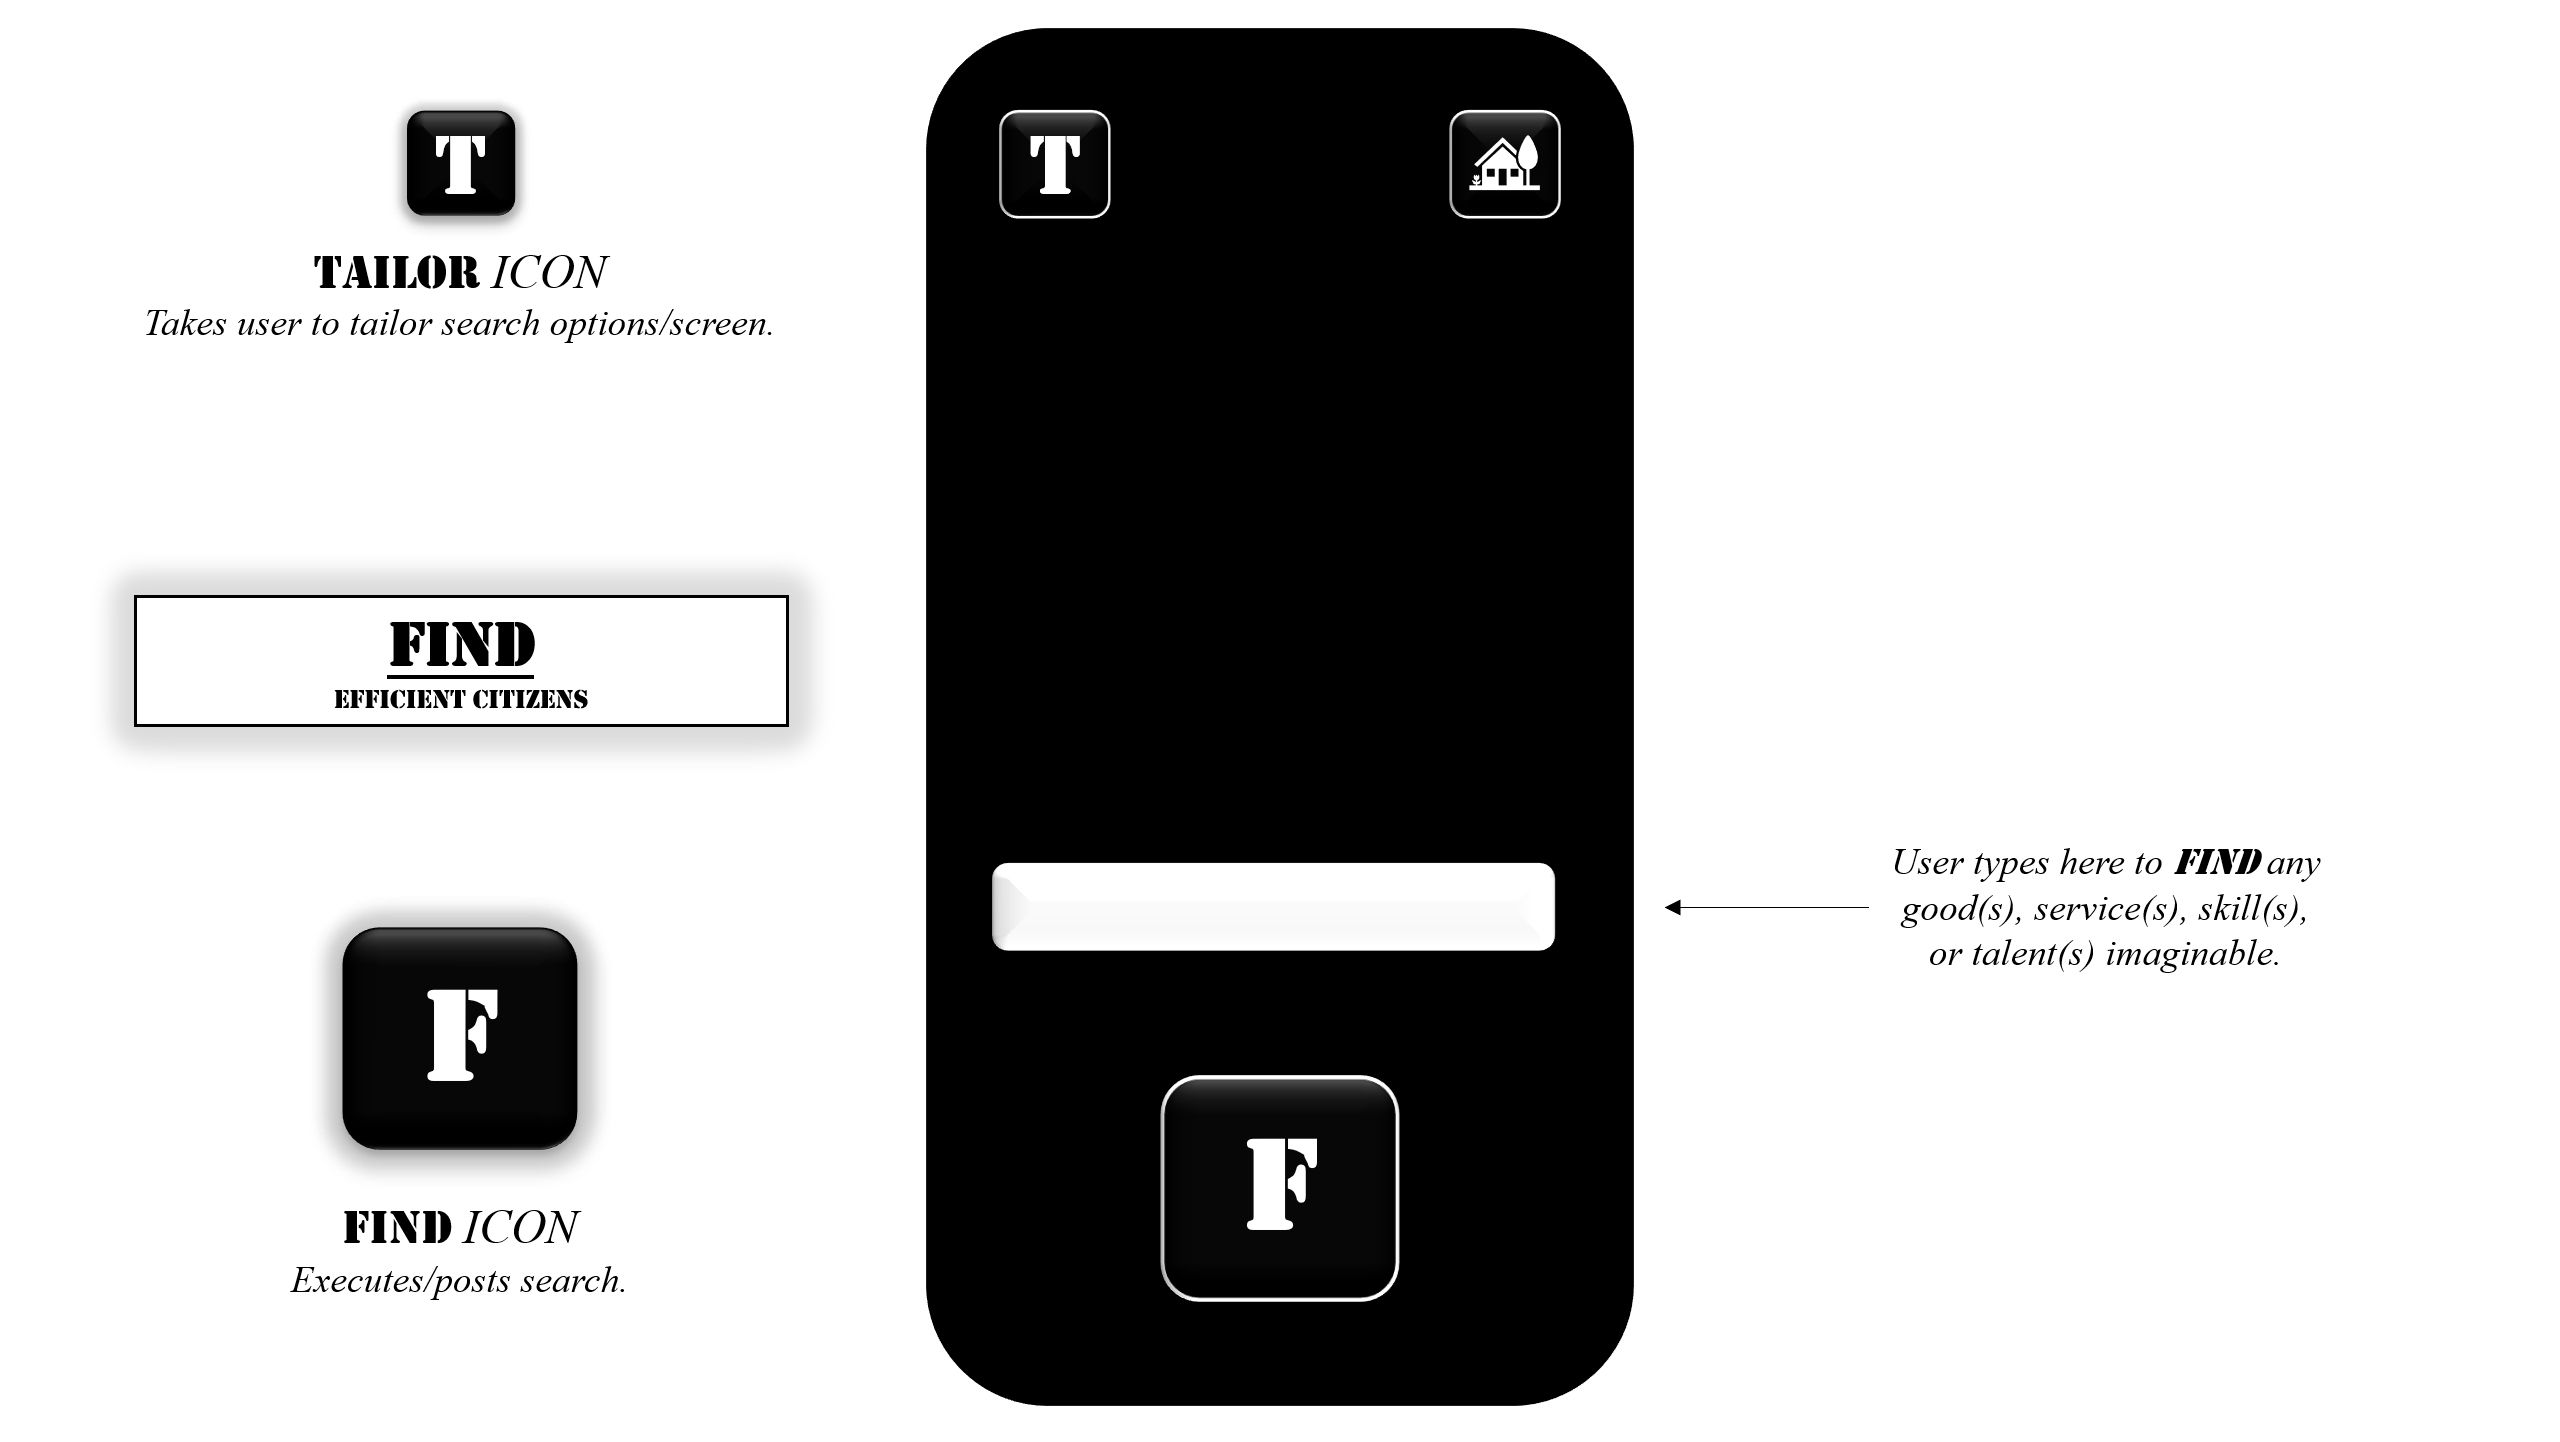 T
TAILOR ICON
Takes user to tailor search options/screen.
FIND
EFFICIENT CITIZENS
F
FIND ICON
Executes/posts search.
T
F
User types here to FIND any
good(s), service(s), skill(s),
or talent(s) imaginable.